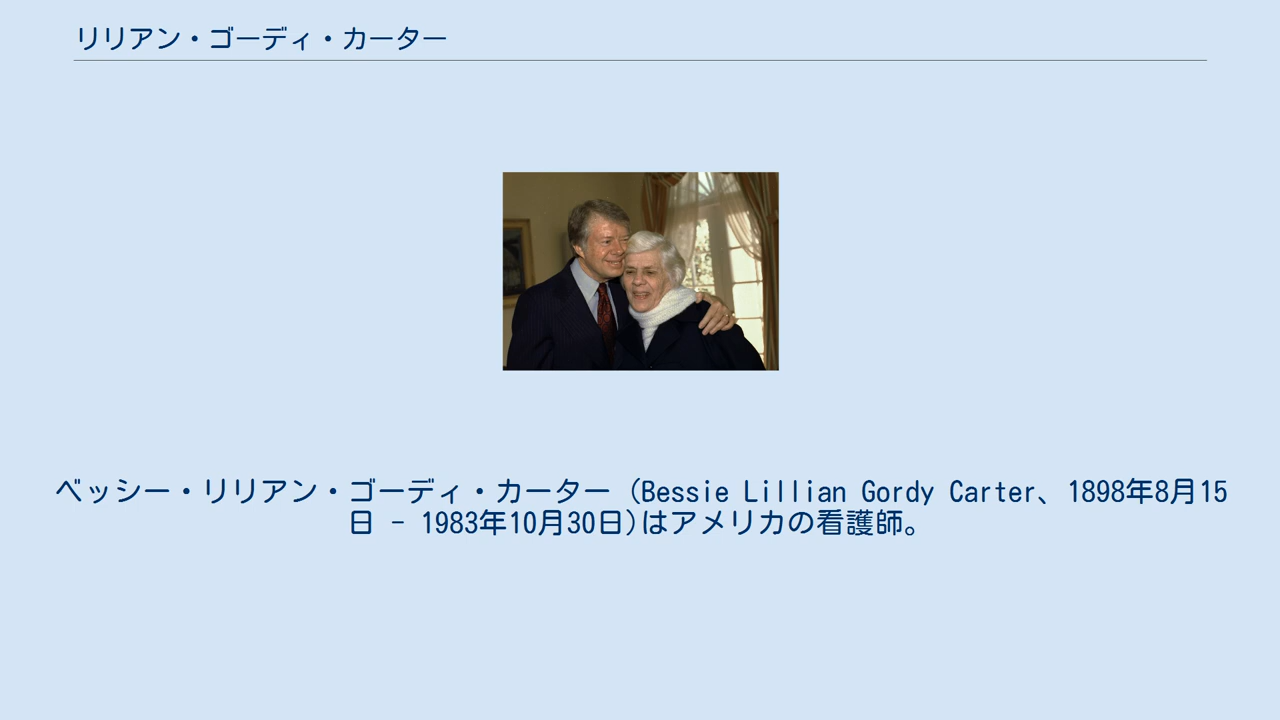 リリアン・ゴーディ・カーター
ベッシー・リリアン・ゴーディ・カーター (Bessie Lillian Gordy Carter、1898年8月15
日 - 1983年10月30日)はアメリカの看護師。